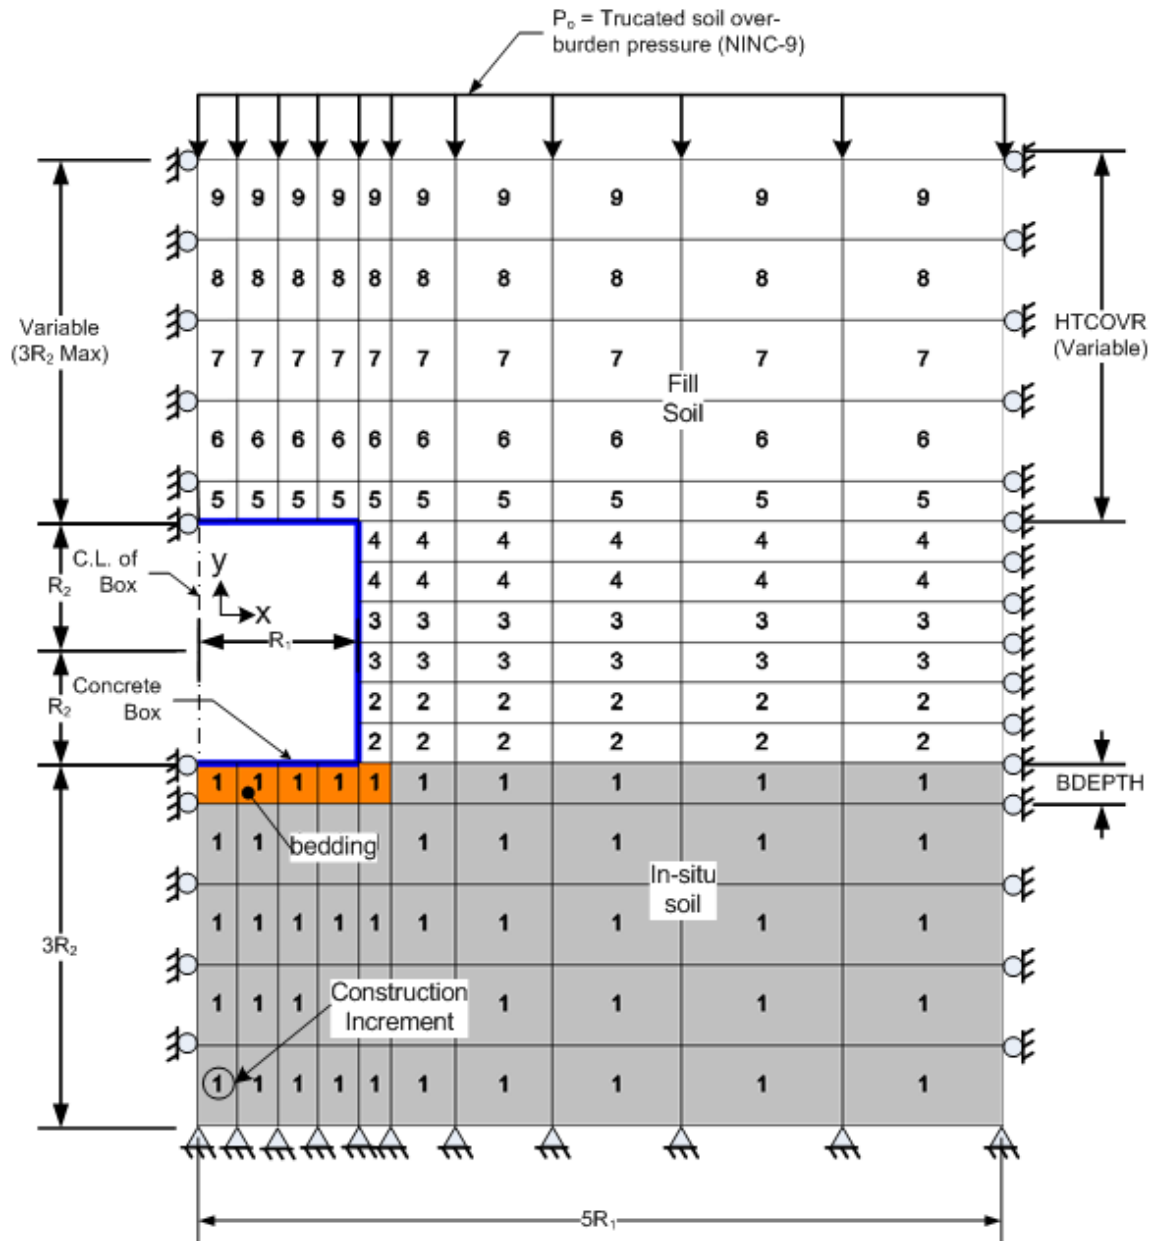 P₀ = Trucated soil over-
burden pressure (NINC-9)
9 9 9 9 9 9 9 9 9 9
8 8 8 8 8 8 8 8 8 8
Variable
(3R₂ Max)
HTCOVR
(Variable)
7 7 7 7 7 7 7 7 7 7
Fill
Soil
6 6 6 6 6 6 6 6 6 6
5 5 5 5 5 5 5 5 5 5
4 4 4 4 4 4
C.L. of
Box
y
R₂
4 4 4 4 4 4
x
3 3 3 3 3 3
R₁
3 3 3 3 3 3
Concrete
Box
R₂
2 2 2 2 2 2
2 2 2 2 2 2
1 1 1 1 1 1 1 1 1 1
BDEPTH
bedding
1 1 1 1 1 1 1
In-situ
soil
1 1 1 1 1 1 1 1 1 1
3R₂
Construction
Increment
1 1 1 1 1 1 1
1 1 1 1 1 1 1 1 1 1
5R₁